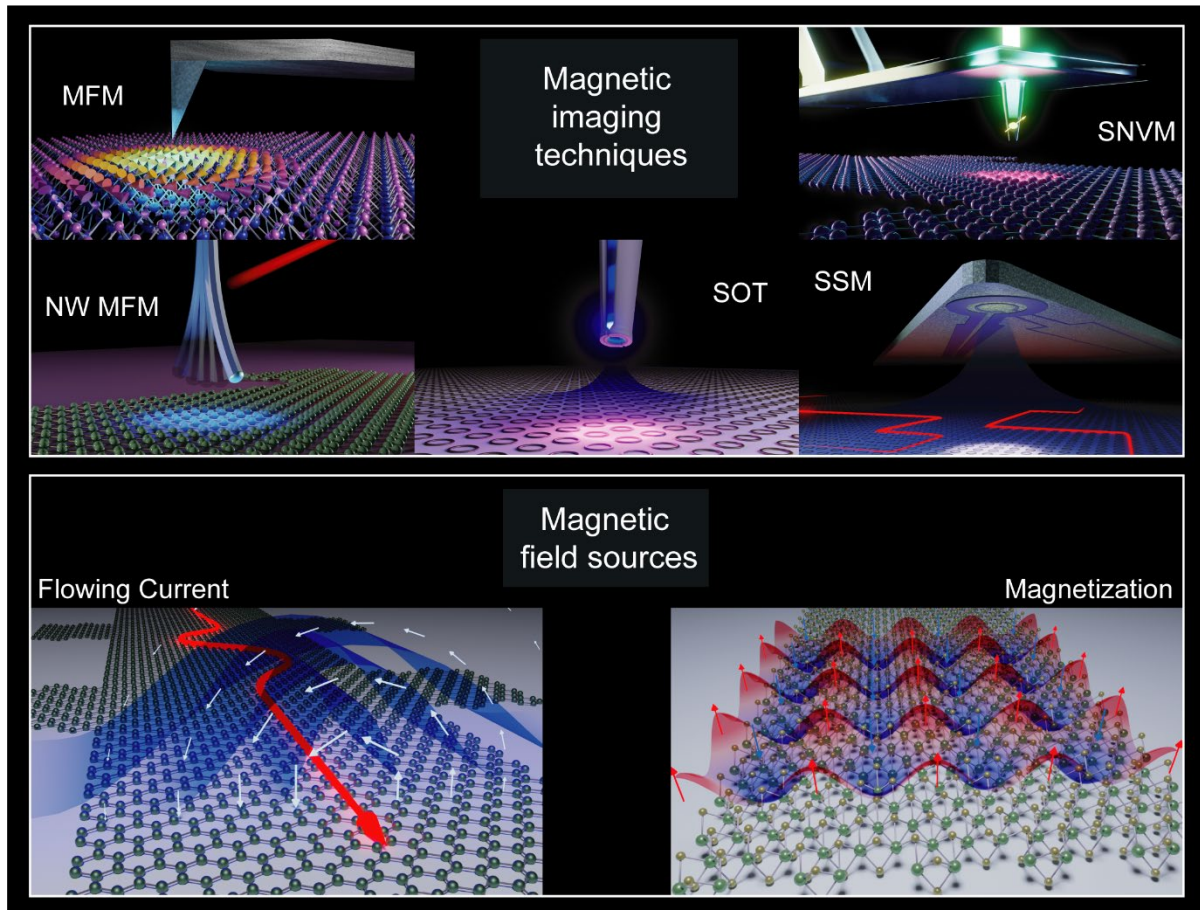 Magnetic
imaging
techniques
MFM
SNVM
NW MFM
SOT
SSM
Magnetic
field sources
Flowing Current
Magnetization